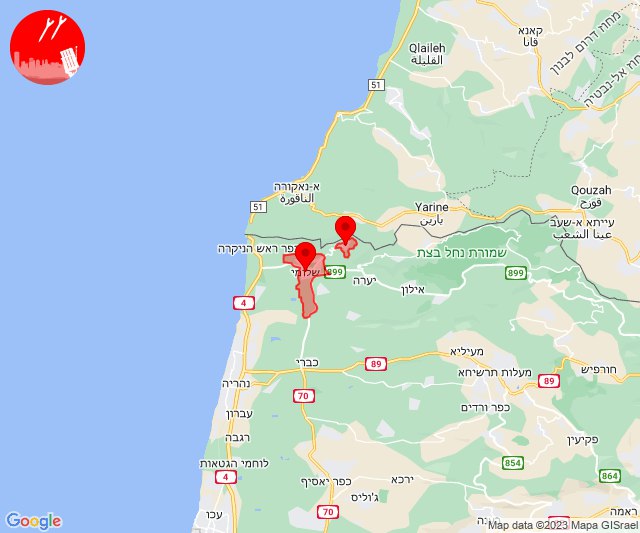 קאנא
قانا
Qlaileh
القليلة
מחוז דרום לבנון
מחוז אל-נבטיה
51
א-נאקורה
الناقورة
51
Yarine
يارين
Qouzah
قوزح
עייתא א-שעב
عيتا الشعب
כפר ראש הניקרה
שלומי
899
יערה
אילון
שמורת נחל בצת
899
4
כברי
89
מעיליא
מעלות תרשיחא
89
חורפיש
נהריה
70
כפר ורדים
עברון
רגבה
פקיעין
לוחמי הגטאות
4
854
864
כפר יאסיף
ירכא
ג'וליס
70
עכו
ראמה
Google
Map data ©2023 Mapa GISrael